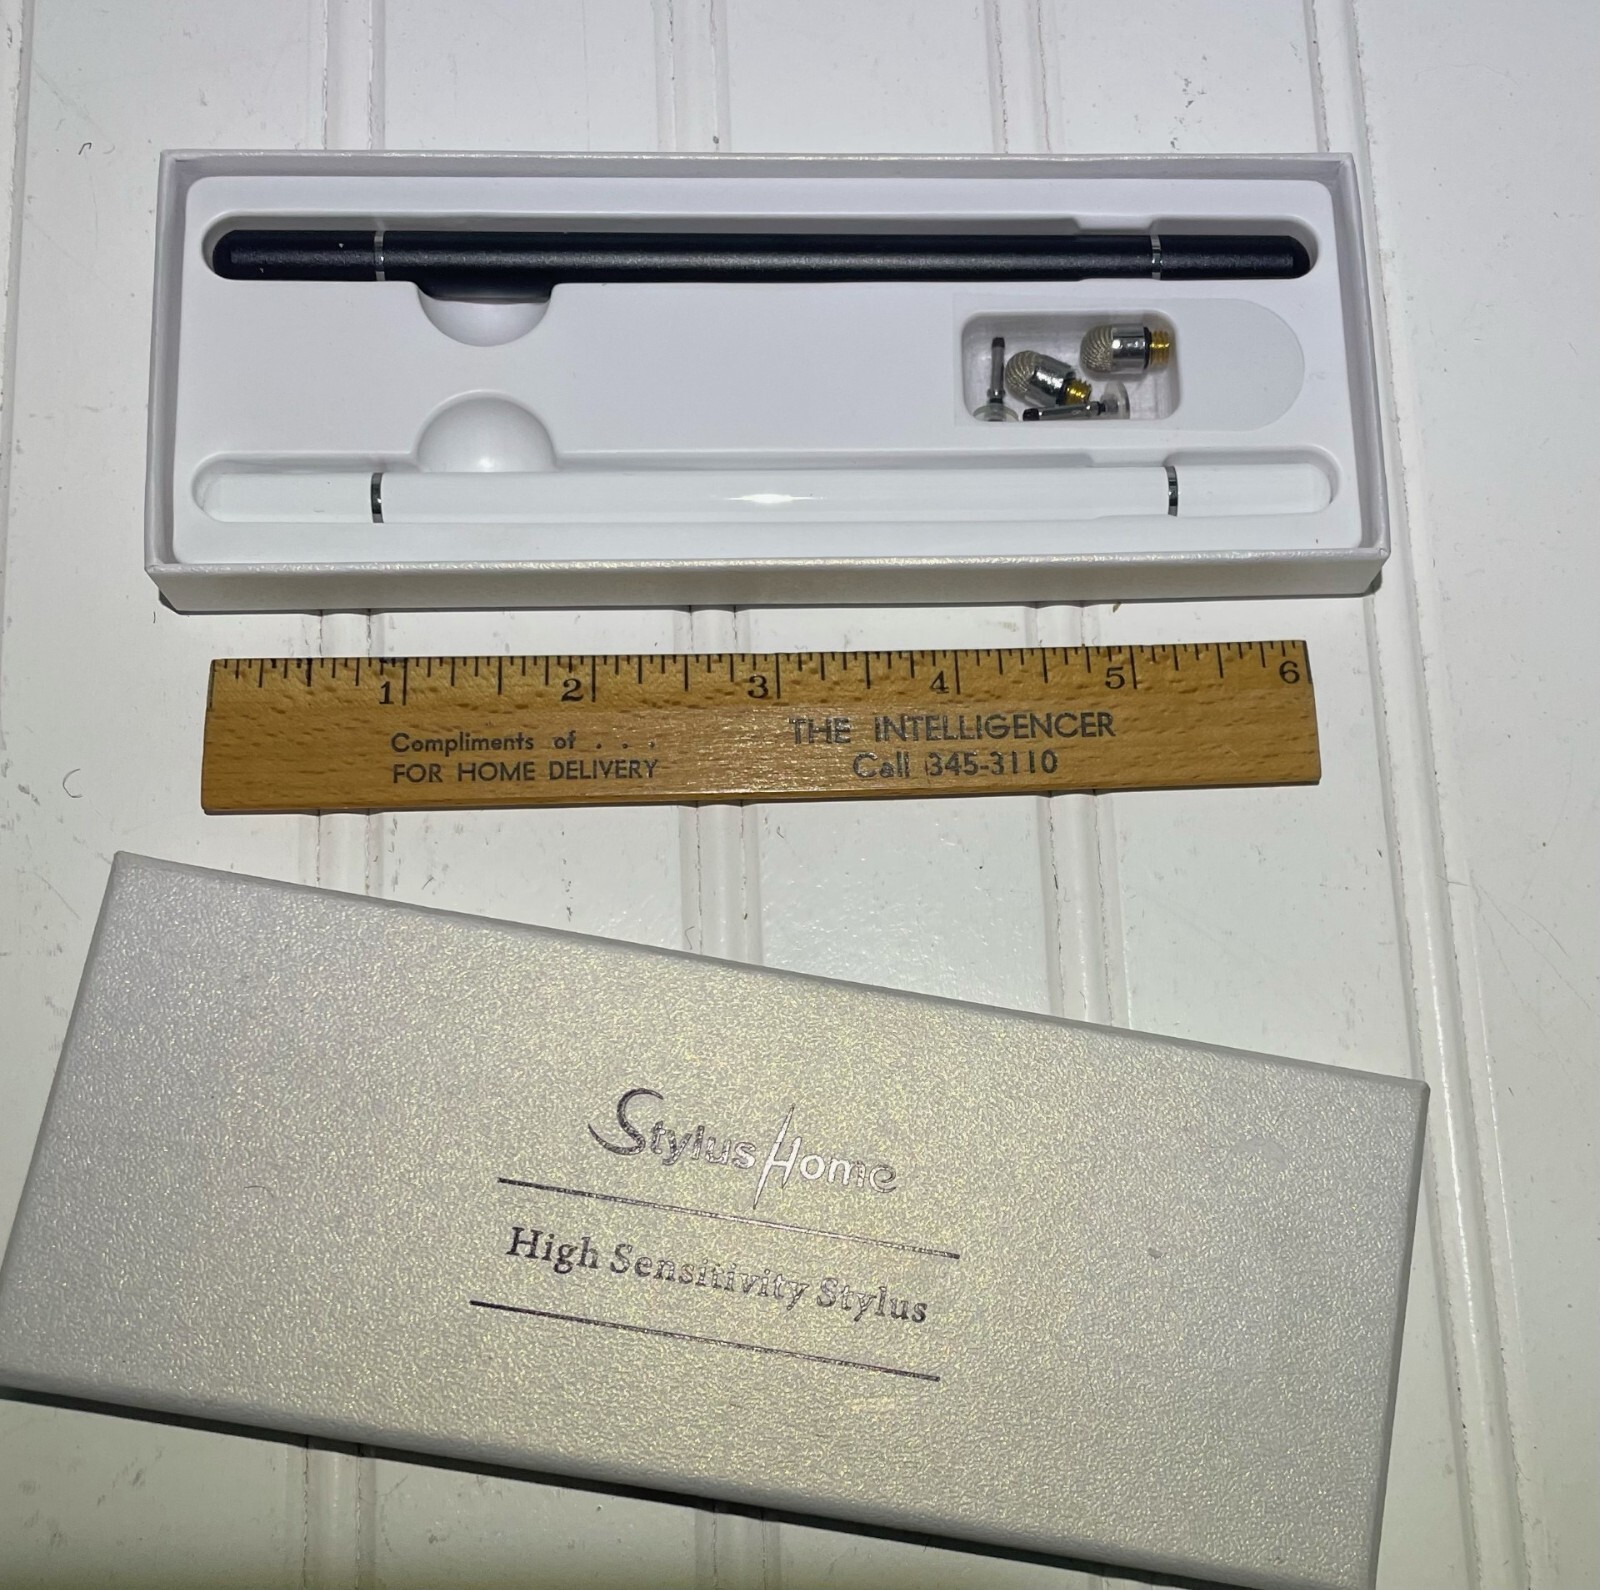 1 2 3 4 5 6
Compliments of . . . THE INTELLIGENCER
FOR HOME DELIVERY Call 345-3110
Stylus Home
High Sensitivity Stylus